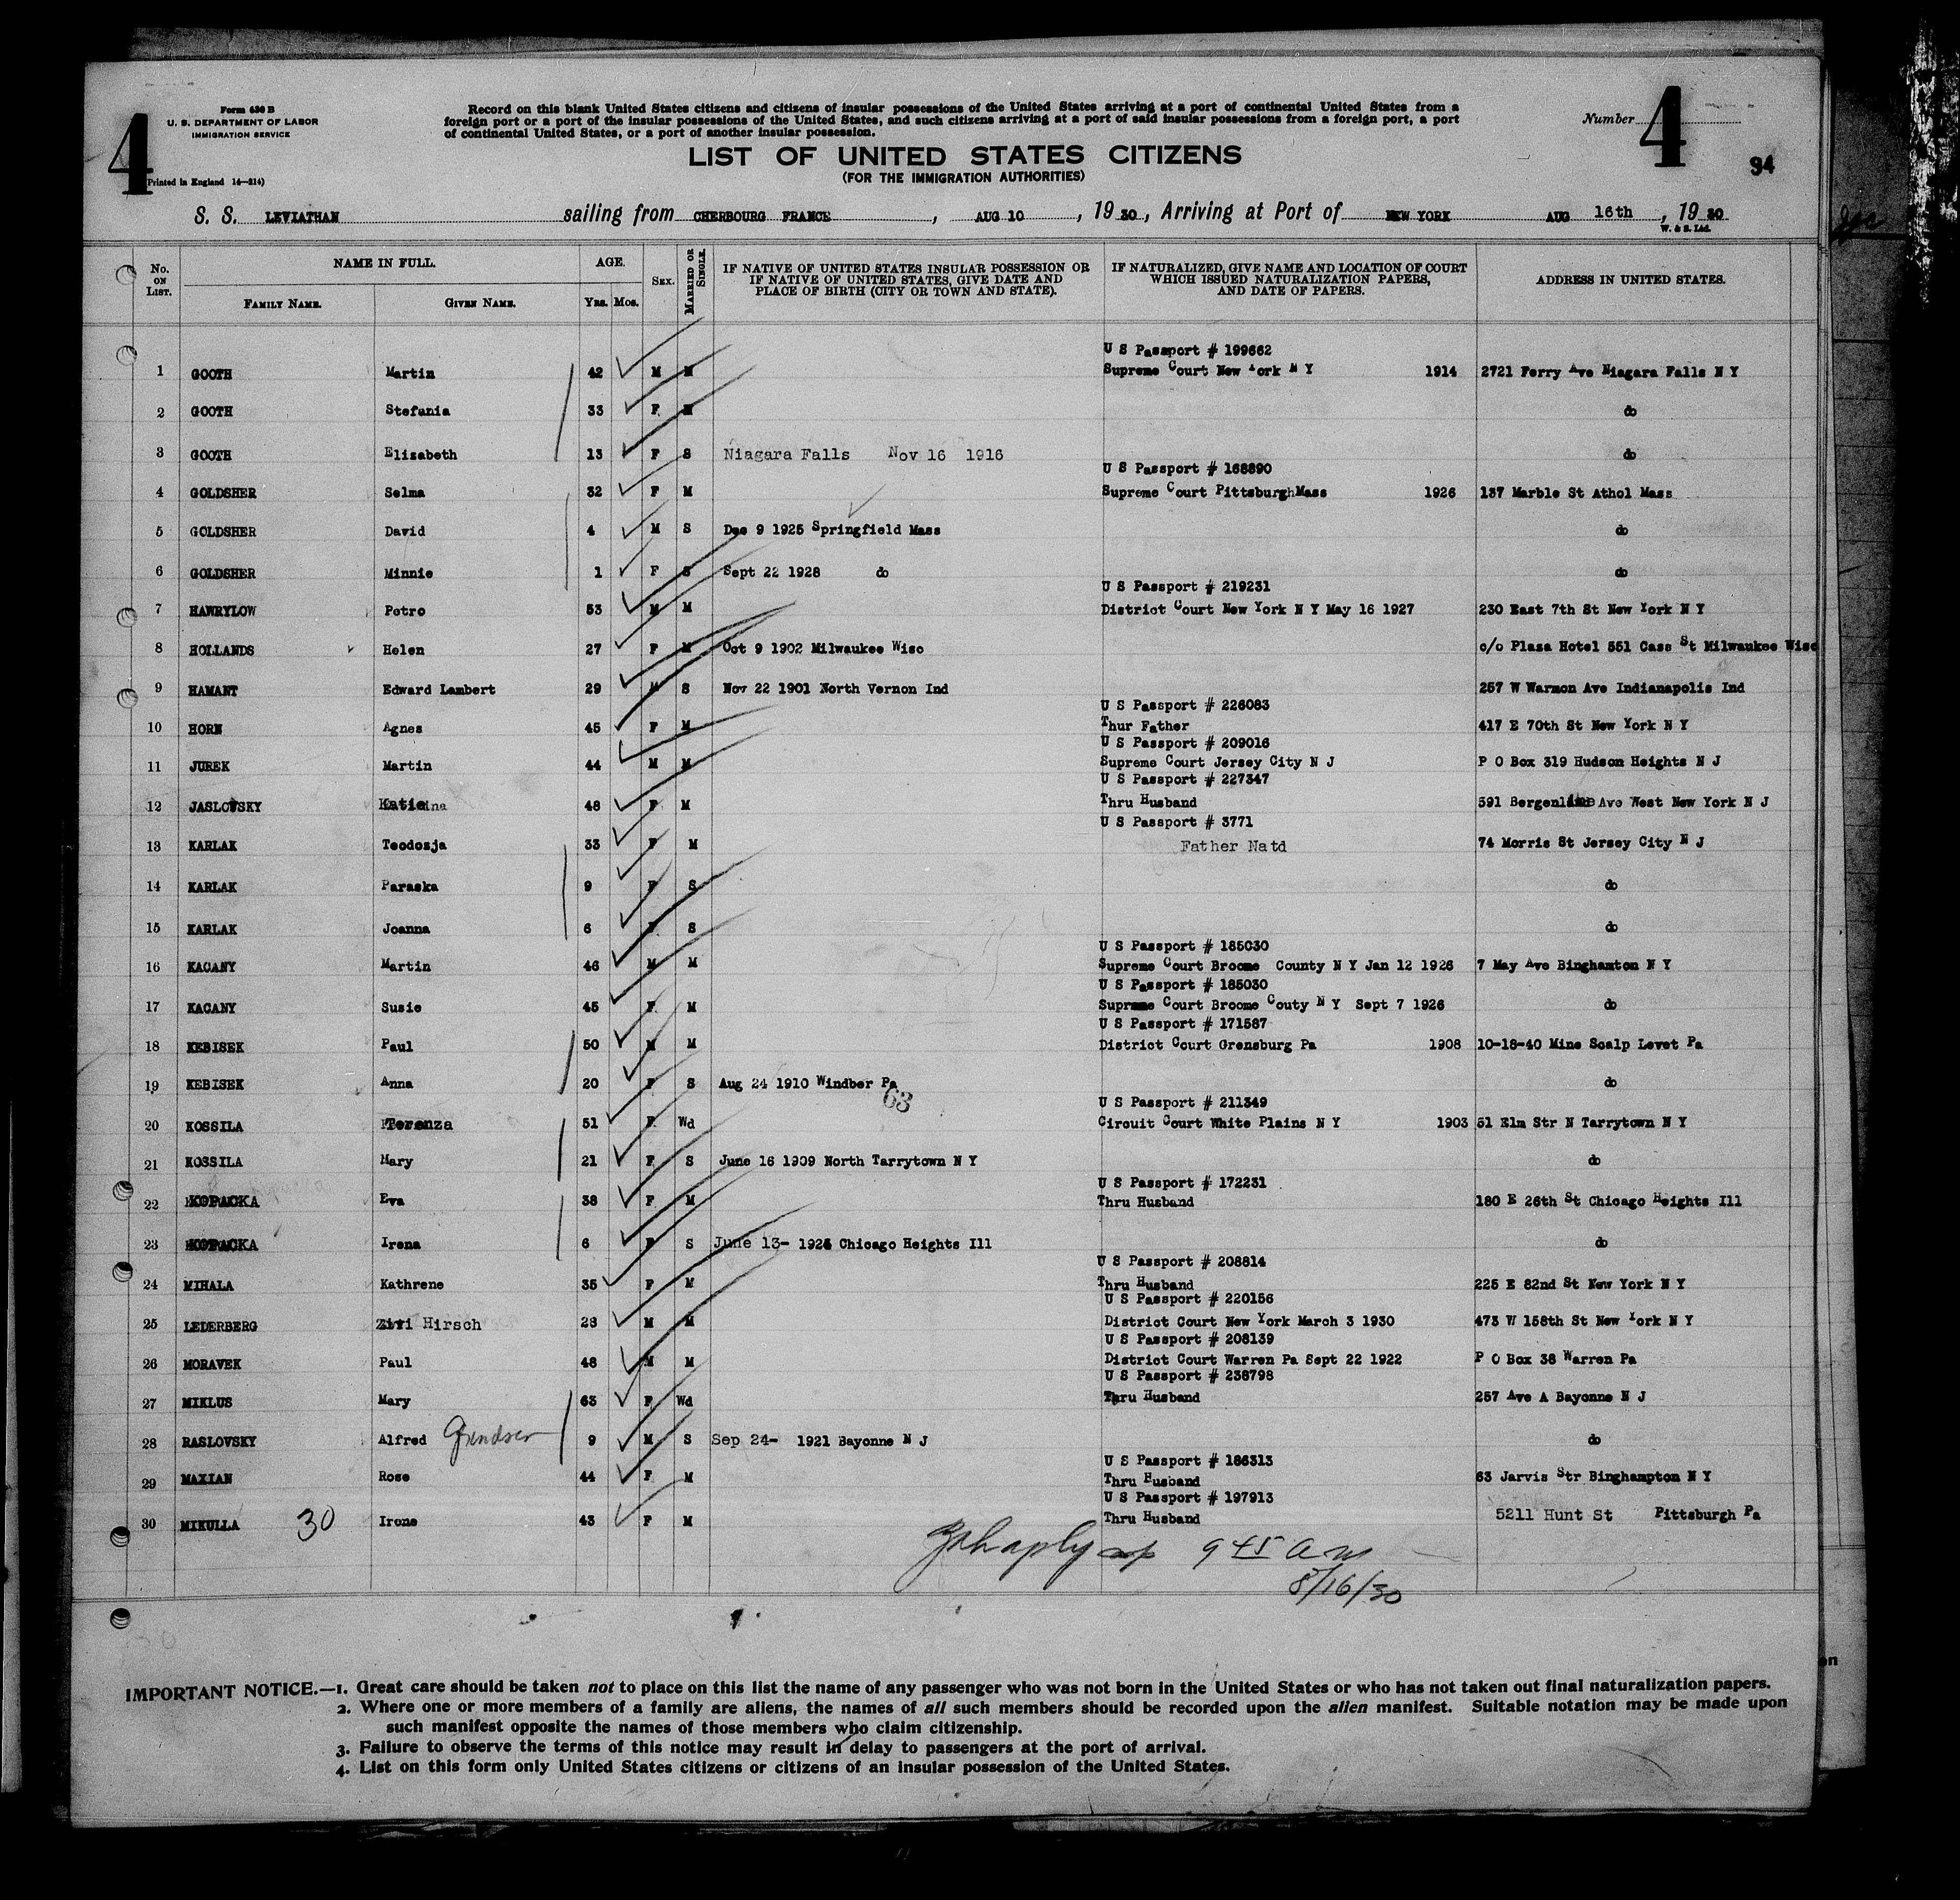 4
Form 630 B
U. S. DEPARTMENT OF LABOR
IMMIGRATION SERVICE
(Printed in England 14—214)
Record on this blank United States citizens and citizens of insular possessions of the United States arriving at a port of continental United States from a
foreign port or a port of the insular possessions of the United States, and such citizens arriving at a port of said insular possessions from a foreign port, a port
of continental United States, or a port of another insular possession.
Number 4
94
LIST OF UNITED STATES CITIZENS
(FOR THE IMMIGRATION AUTHORITIES)
S. S. LEVIATHAN sailing from CHERBOURG FRANCE, AUG 10, 19 30, Arriving at Port of NEW YORK AUG 16th, 19 30
W. & S. Ltd.
No. ON LIST. NAME IN FULL. FAMILY NAME. GIVEN NAME. AGE. Yrs. Mos. SEX. MARRIED OR SINGLE. IF NATIVE OF UNITED STATES INSULAR POSSESSION OR IF NATIVE OF UNITED STATES, GIVE DATE AND PLACE OF BIRTH (CITY OR TOWN AND STATE). IF NATURALIZED, GIVE NAME AND LOCATION OF COURT WHICH ISSUED NATURALIZATION PAPERS, AND DATE OF PAPERS. ADDRESS IN UNITED STATES.
U S Passport # 199662
1 GOOTH Martin 42 M M Supreme Court New York N Y 1914 2721 Ferry Ave Niagara Falls N Y
2 GOOTH Stefania 33 F M do
3 GOOTH Elizabeth 13 F S Niagara Falls Nov 16 1916 do
U S Passport # 168890
4 GOLDSHER Selma 32 F M Supreme Court Pittsburgh Mass 1926 137 Marble St Athol Mass
5 GOLDSHER David 4 M S Dec 9 1925 Springfield Mass do
6 GOLDSHER Minnie 1 F S Sept 22 1928 do do
U S Passport # 219231
7 HAWRYLOW Petro 53 M M District Court New York N Y May 16 1927 230 East 7th St New York N Y
8 HOLLANDS Helen 27 F M Oct 9 1902 Milwaukee Wisc c/o Plaza Hotel 551 Cass St Milwaukee Wisc
9 HAMANT Edward Lambert 29 M S Nov 22 1901 North Vernon Ind 257 W Warmon Ave Indianapolis Ind
U S Passport # 226083
10 HORN Agnes 45 F M Thur Father 417 E 70th St New York N Y
U S Passport # 209016
11 JUREK Martin 44 M M Supreme Court Jersey City N J P O Box 319 Hudson Heights N J
U S Passport # 227347
12 JASLOVSKY 48 F M Thru Husband 591 Bergenline Ave West New York N J
U S Passport # 3771
13 KARLAK Teodozja 33 F M Father Natd 74 Morris St Jersey City N J
14 KARLAK Paraska 9 F S do
15 KARLAK Joanna 6 F S do
U S Passport # 185030
16 KACANY Martin 46 M M Supreme Court Broome County N Y Jan 12 1926 7 May Ave Binghamton N Y
U S Passport # 185030
17 KACANY Susie 45 F M Supreme Court Broome Couty N Y Sept 7 1926 do
U S Passport # 171587
18 KEBISEK Paul 50 M M District Court Grensburg Pa 1908 10-18-40 Mine Scalp Levet Pa
19 KEBISEK Anna 20 F S Aug 24 1910 Windber Pa do
63
U S Passport # 211349
20 KOSSILA Terenza 51 F Wd Circuit Court White Plains N Y 1903 51 Elm Str N Tarrytown N Y
21 KOSSILA Mary 21 F S June 16 1909 North Tarrytown N Y do
U S Passport # 172231
22 KOPACKA Eva 38 F M Thru Husband 180 E 26th St Chicago Heights Ill
23 KOPACKA Irena 6 F S June 13- 1924 Chicago Heights Ill do
U S Passport # 208814
24 MIHALA Kathrene 35 F M Thru Husband 225 E 82nd St New York N Y
U S Passport # 220156
25 LEDERBERG Zivi Hirsch 28 M M District Court New York March 3 1930 473 W 158th St New York N Y
U S Passport # 208139
26 MORAVEK Paul 48 M M District Court Warren Pa Sept 22 1922 P O Box 38 Warren Pa
U S Passport # 238798
27 MIKLUS Mary 63 F Wd Thru Husband 257 Ave A Bayonne N J
28 RASLOVSKY Alfred Grndson 9 M S Sep 24- 1921 Bayonne N J do
U S Passport # 186313
29 MAXIAN Rose 44 F M Thru Husband 63 Jarvis Str Binghampton N Y
U S Passport # 197913
30 MIKULLA 30 Irone 43 F M Thru Husband 5211 Hunt St Pittsburgh Pa
9 45 am
8/16/30
IMPORTANT NOTICE.—1. Great care should be taken not to place on this list the name of any passenger who was not born in the United States or who has not taken out final naturalization papers.
2. Where one or more members of a family are aliens, the names of all such members should be recorded upon the alien manifest. Suitable notation may be made upon
such manifest opposite the names of those members who claim citizenship.
3. Failure to observe the terms of this notice may result in delay to passengers at the port of arrival.
4. List on this form only United States citizens or citizens of an insular possession of the United States.